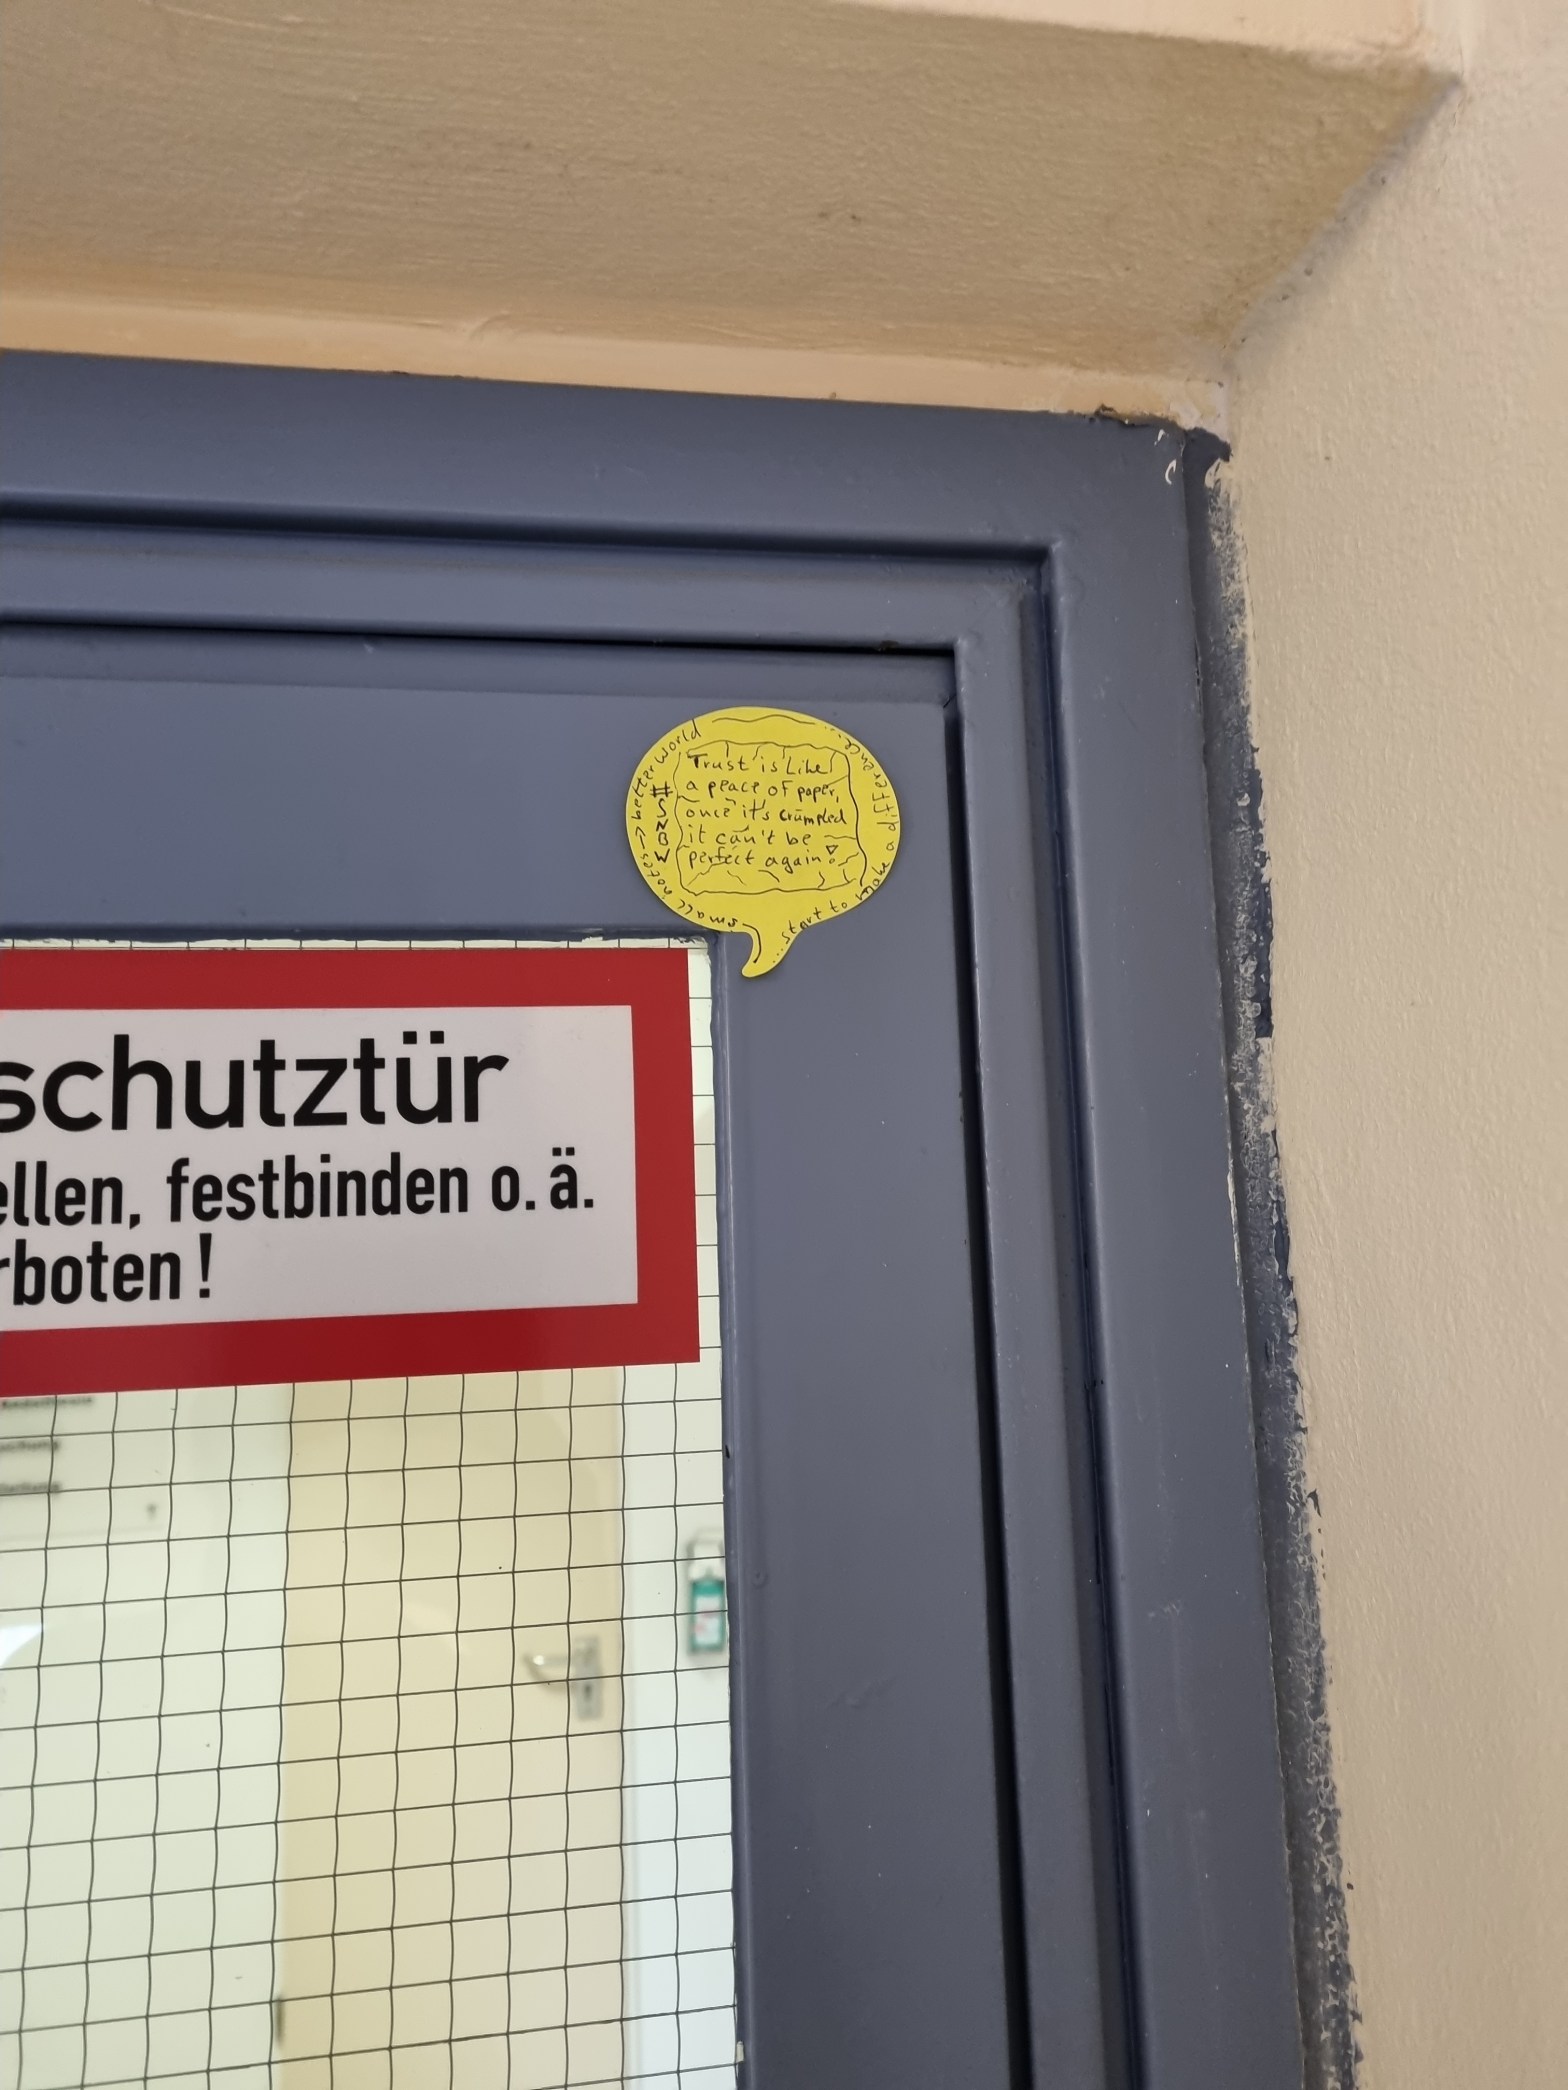 Trust is Like
a peace of paper,
once it's crumpled
it can't be
perfect again!
#SNBW
small notes → better world
...start to make a difference...
schutztür
ellen, festbinden o. ä.
rboten!